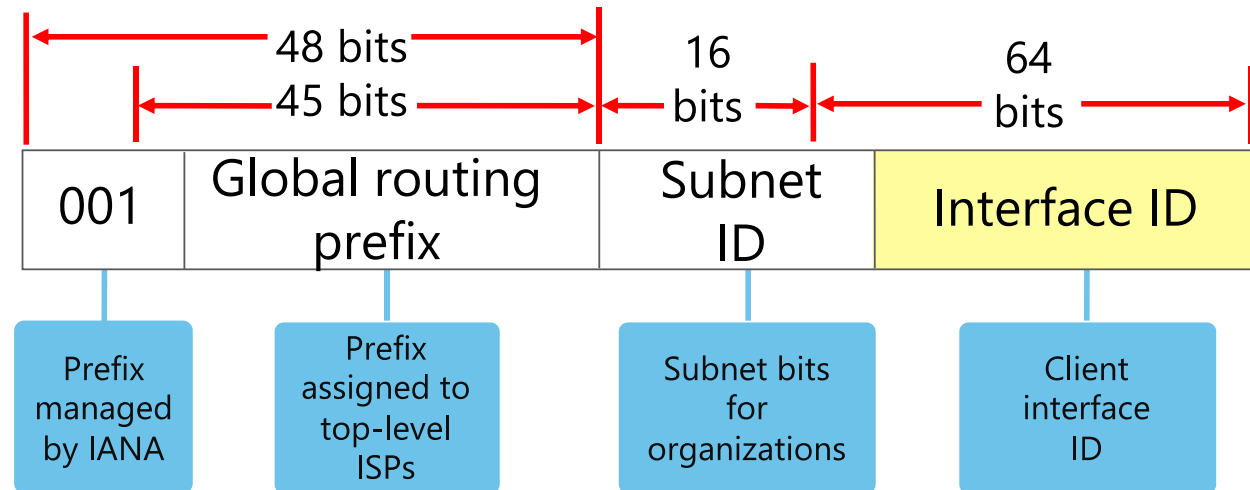 48 bits
45 bits
16
bits
64
bits
001
Global routing
prefix
Subnet
ID
Interface ID
Prefix
managed
by IANA
Prefix
assigned to
top-level
ISPs
Subnet bits
for
organizations
Client
interface
ID